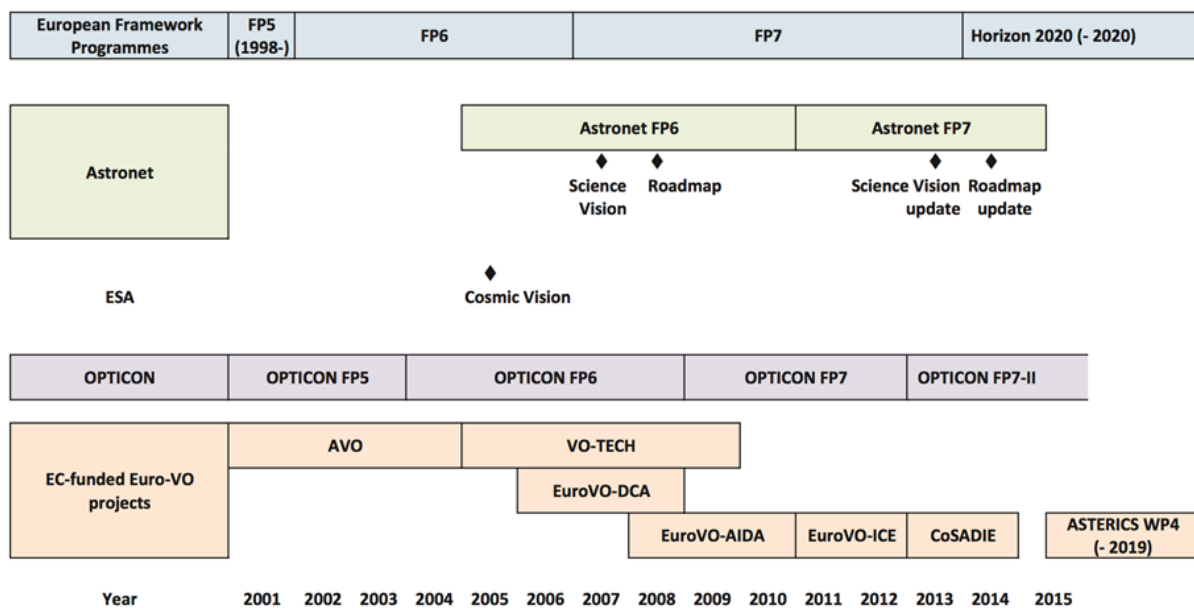 European Framework
Programmes
FP5
(1998-)
FP6
FP7
Horizon 2020 (- 2020)
Astronet
Astronet FP6
Astronet FP7
Science
Vision
Roadmap
Science Vision
update
Roadmap
update
ESA
Cosmic Vision
OPTICON
OPTICON FP5
OPTICON FP6
OPTICON FP7
OPTICON FP7-II
EC-funded Euro-VO
projects
AVO
VO-TECH
EuroVO-DCA
EuroVO-AIDA
EuroVO-ICE
CoSADIE
ASTERICS WP4
(- 2019)
Year 2001 2002 2003 2004 2005 2006 2007 2008 2009 2010 2011 2012 2013 2014 2015